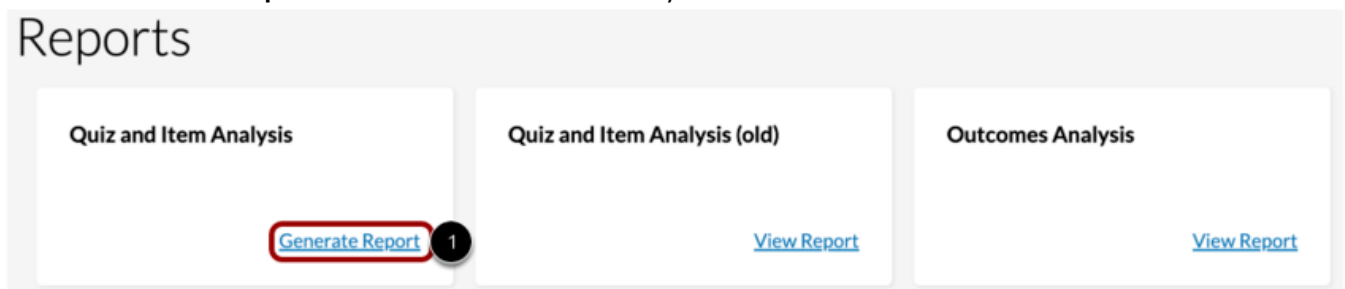 Reports
Quiz and Item Analysis
Quiz and Item Analysis (old)
Outcomes Analysis
Generate Report 1
View Report
View Report